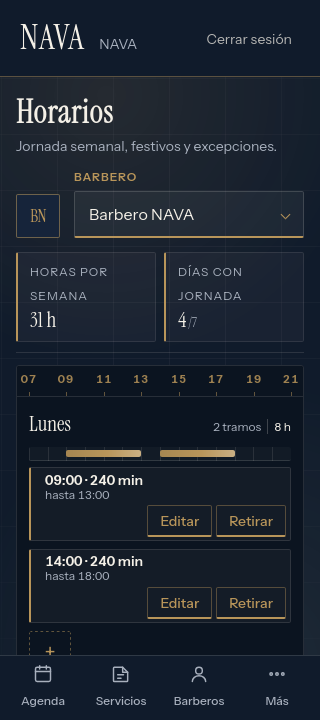 NAVA NAVA Cerrar sesión
Horarios
Jornada semanal, festivos y excepciones.
BARBERO
BN Barbero NAVA
HORAS POR SEMANA
31 h
DÍAS CON JORNADA
4 /7
07 09 11 13 15 17 19 21
Lunes 2 tramos 8 h
09:00 · 240 min
hasta 13:00
Editar Retirar
14:00 · 240 min
hasta 18:00
Editar Retirar
+
Agenda Servicios Barberos Más